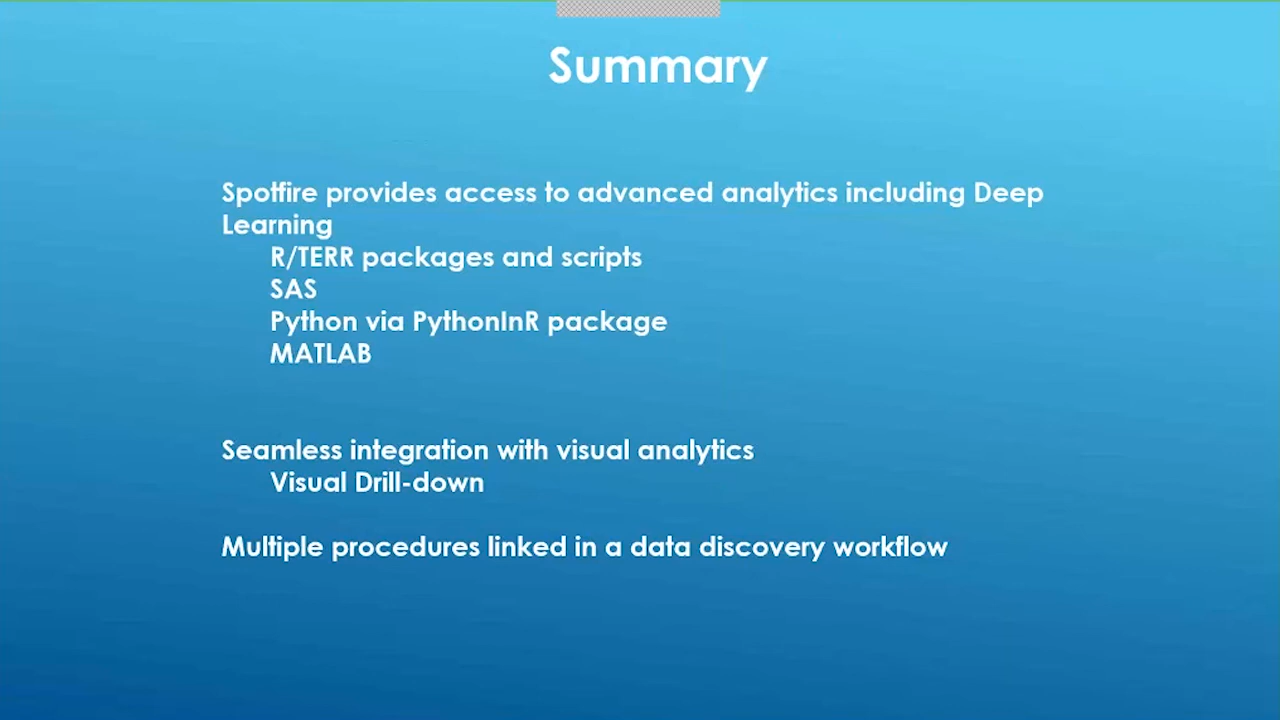 Summary
Spotfire provides access to advanced analytics including Deep
Learning
R/TERR packages and scripts
SAS
Python via PythonInR package
MATLAB
Seamless integration with visual analytics
Visual Drill-down
Multiple procedures linked in a data discovery workflow